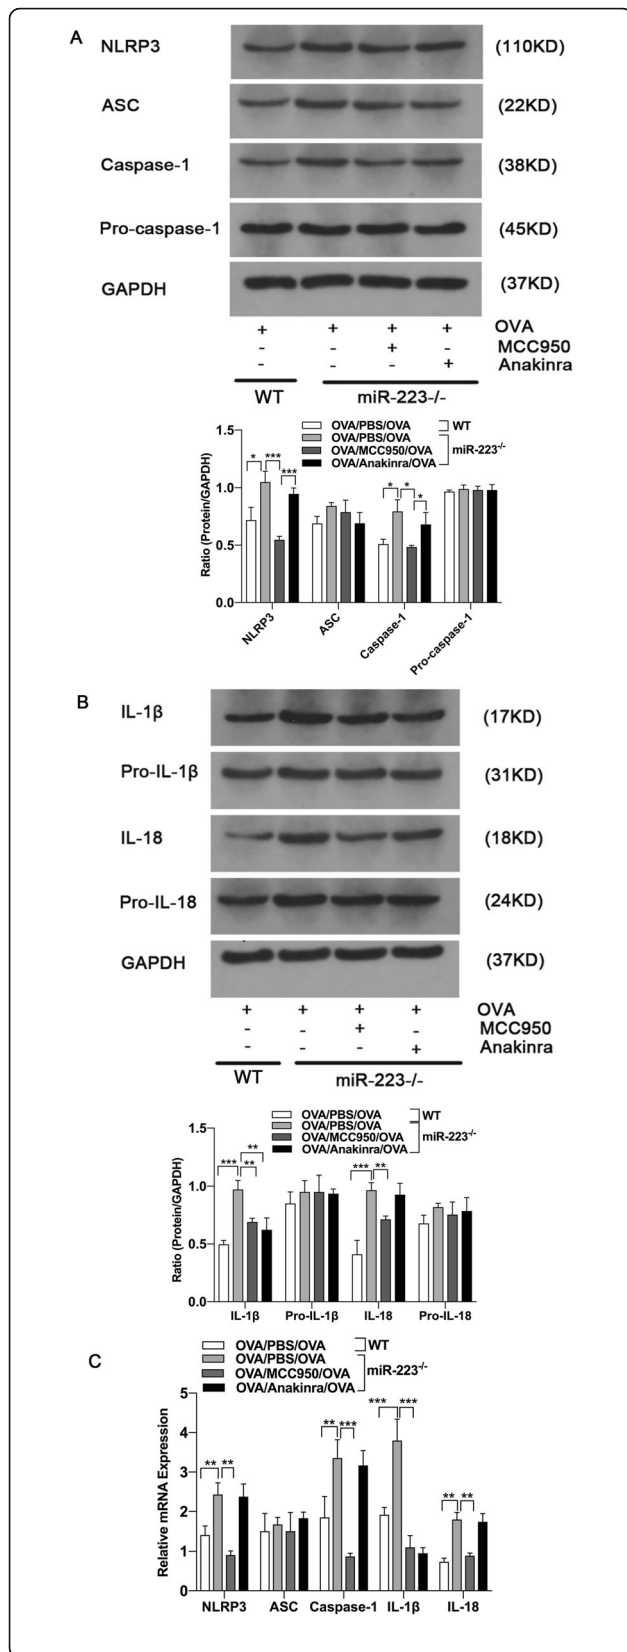 A
NLRP3 (110KD)
ASC (22KD)
Caspase-1 (38KD)
Pro-caspase-1 (45KD)
GAPDH (37KD)
+ + + + OVA
- - + - MCC950
- - - + Anakinra
WT miR-223-/-
OVA/PBS/OVA WT
OVA/PBS/OVA
OVA/MCC950/OVA miR-223-/-
OVA/Anakinra/OVA
Ratio (Protein/GAPDH)
1.5
1.0
0.5
0.0
* *** ***
* * *
NLRP3 ASC Caspase-1 Pro-caspase-1
B
IL-1β (17KD)
Pro-IL-1β (31KD)
IL-18 (18KD)
Pro-IL-18 (24KD)
GAPDH (37KD)
+ + + + OVA
- - + - MCC950
- - - + Anakinra
WT miR-223-/-
OVA/PBS/OVA WT
OVA/PBS/OVA
OVA/MCC950/OVA miR-223-/-
OVA/Anakinra/OVA
Ratio (Protein/GAPDH)
1.5
1.0
0.5
0.0
*** ** **
*** **
IL-1β Pro-IL-1β IL-18 Pro-IL-18
C
OVA/PBS/OVA WT
OVA/PBS/OVA
OVA/MCC950/OVA miR-223-/-
OVA/Anakinra/OVA
Relative mRNA Expression
5
4
3
2
1
0
** **
** ***
*** ***
** **
NLRP3 ASC Caspase-1 IL-1β IL-18